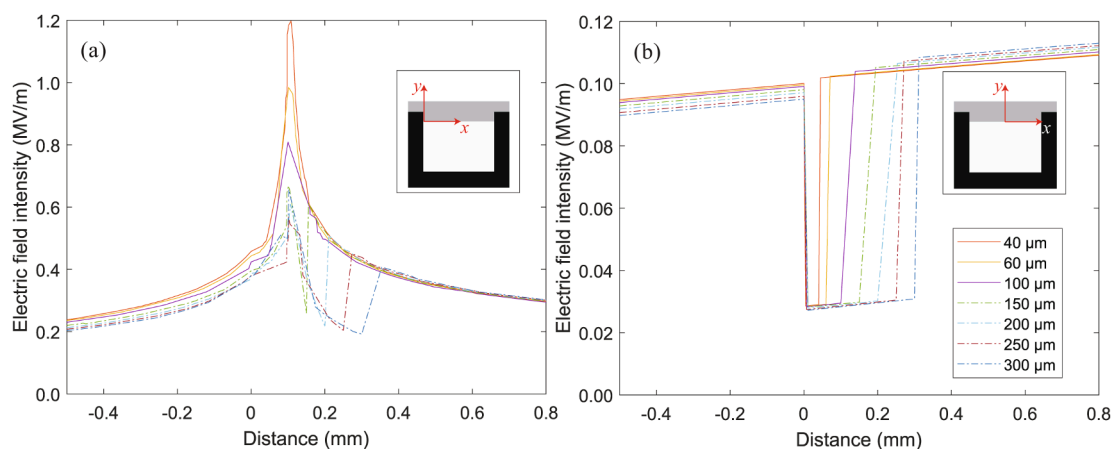 (a)
Electric field intensity (MV/m)
1.2
1.0
0.8
0.6
0.4
0.2
0.0
-0.4
-0.2
0
0.2
0.4
0.6
0.8
Distance (mm)
y
x
(b)
Electric field intensity (MV/m)
0.12
0.10
0.08
0.06
0.04
0.02
0.00
-0.4
-0.2
0
0.2
0.4
0.6
0.8
Distance (mm)
y
x
40 µm
60 µm
100 µm
150 µm
200 µm
250 µm
300 µm